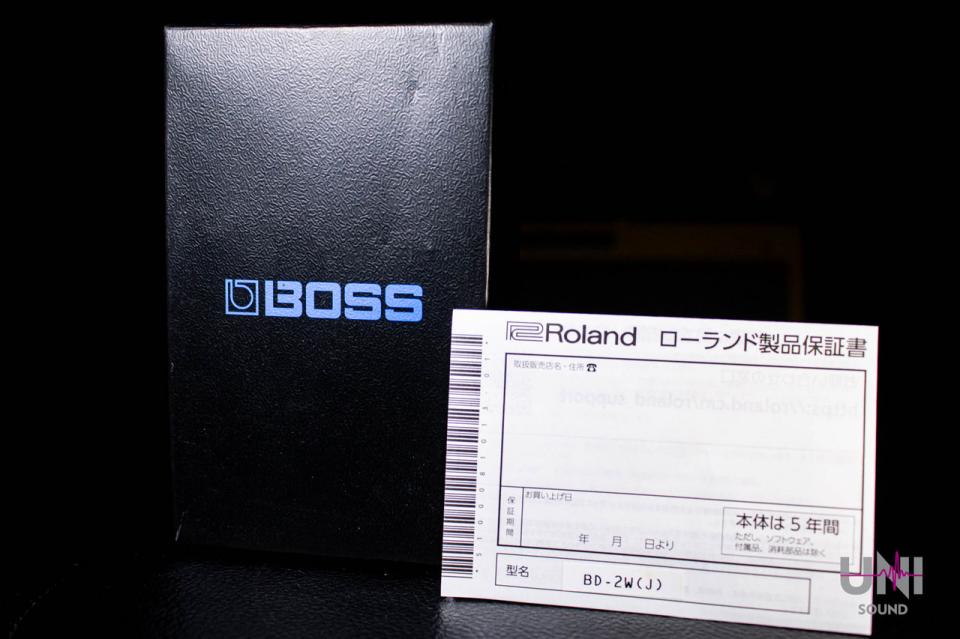 BOSS
Roland ローランド製品保証書
取扱販売店名・住所 ☎
保証期間
お買い上げ日
年 月 日より
本体は5年間
ただし、ソフトウェア、
付属品、消耗部品は除く
型名 BD-2W(J)
UNI
SOUND